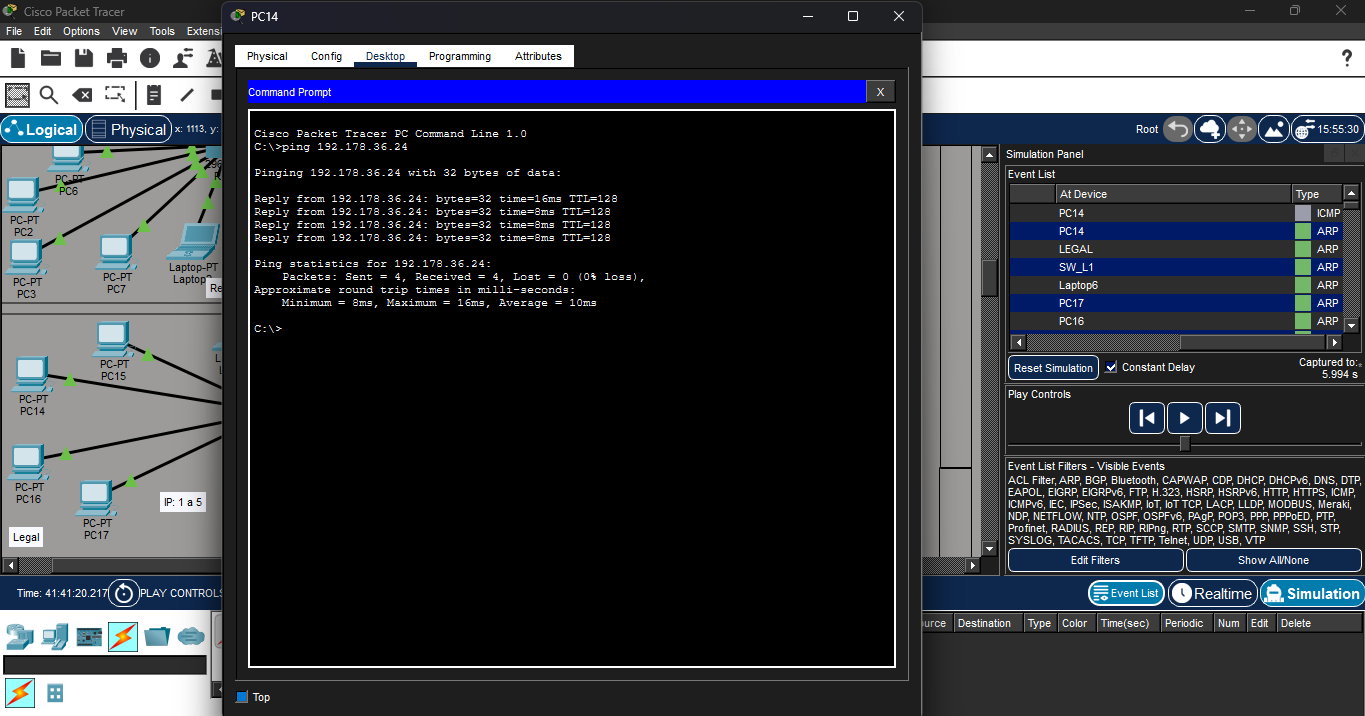 Cisco Packet Tracer
File Edit Options View Tools Extensi
PC14
Physical Config Desktop Programming Attributes
Command Prompt
X
Cisco Packet Tracer PC Command Line 1.0
C:\>ping 192.178.36.24
Pinging 192.178.36.24 with 32 bytes of data:
Reply from 192.178.36.24: bytes=32 time=16ms TTL=128
Reply from 192.178.36.24: bytes=32 time=8ms TTL=128
Reply from 192.178.36.24: bytes=32 time=8ms TTL=128
Reply from 192.178.36.24: bytes=32 time=8ms TTL=128
Ping statistics for 192.178.36.24:
Packets: Sent = 4, Received = 4, Lost = 0 (0% loss),
Approximate round trip times in milli-seconds:
Minimum = 8ms, Maximum = 16ms, Average = 10ms
C:\>
Top
Logical Physical x: 1113, y:
PC-PT
PC6
PC-PT
PC2
PC-PT
PC3
PC-PT
PC7
Laptop-PT
Re
PC-PT
PC15
PC-PT
PC14
PC-PT
PC16
PC-PT
PC17
IP: 1 a 5
Legal
Time: 41:41:20.217 PLAY CONTROLS
?
Root 15:55:30
Simulation Panel
Event List
At Device Type
PC14 ICMP
PC14 ARP
LEGAL ARP
SW_L1 ARP
Laptop6 ARP
PC17 ARP
PC16 ARP
Reset Simulation Constant Delay Captured to:
5.994 s
Play Controls
Event List Filters - Visible Events
ACL Filter, ARP, BGP, Bluetooth, CAPWAP, CDP, DHCP, DHCPv6, DNS, DTP,
EAPOL, EIGRP, EIGRPv6, FTP, H.323, HSRP, HSRPv6, HTTP, HTTPS, ICMP,
ICMPv6, IEC, IPSec, ISAKMP, IoT, IoT TCP, LACP, LLDP, MODBUS, Meraki,
NDP, NETFLOW, NTP, OSPF, OSPFv6, PAgP, POP3, PPP, PPPoED, PTP,
Profinet, RADIUS, REP, RIP, RIPng, RTP, SCCP, SMTP, SNMP, SSH, STP,
SYSLOG, TACACS, TCP, TFTP, Telnet, UDP, USB, VTP
Edit Filters Show All/None
Event List Realtime Simulation
ource Destination Type Color Time(sec) Periodic Num Edit Delete